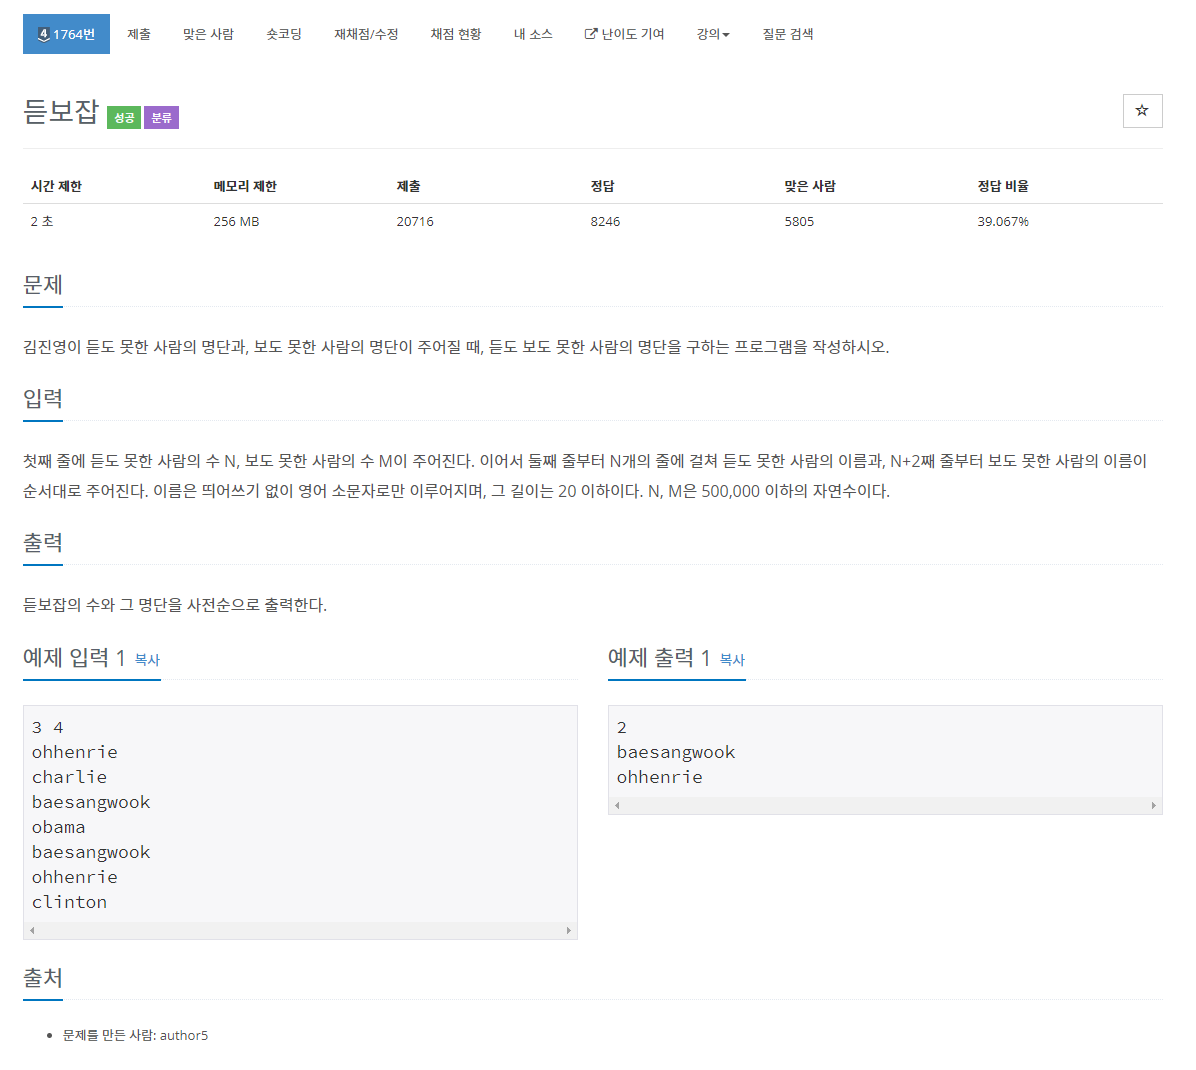 4 1764번 제출 맞은 사람 숏코딩 재채점/수정 채점 현황 내 소스 난이도 기여 강의 질문 검색
듣보잡 성공 분류
시간 제한 메모리 제한 제출 정답 맞은 사람 정답 비율
2 초 256 MB 20716 8246 5805 39.067%
문제
김진영이 듣도 못한 사람의 명단과, 보도 못한 사람의 명단이 주어질 때, 듣도 보도 못한 사람의 명단을 구하는 프로그램을 작성하시오.
입력
첫째 줄에 듣도 못한 사람의 수 N, 보도 못한 사람의 수 M이 주어진다. 이어서 둘째 줄부터 N개의 줄에 걸쳐 듣도 못한 사람의 이름과, N+2째 줄부터 보도 못한 사람의 이름이
순서대로 주어진다. 이름은 띄어쓰기 없이 영어 소문자로만 이루어지며, 그 길이는 20 이하이다. N, M은 500,000 이하의 자연수이다.
출력
듣보잡의 수와 그 명단을 사전순으로 출력한다.
예제 입력 1 복사
3 4
ohhenrie
charlie
baesangwook
obama
baesangwook
ohhenrie
clinton
예제 출력 1 복사
2
baesangwook
ohhenrie
출처
문제를 만든 사람: author5